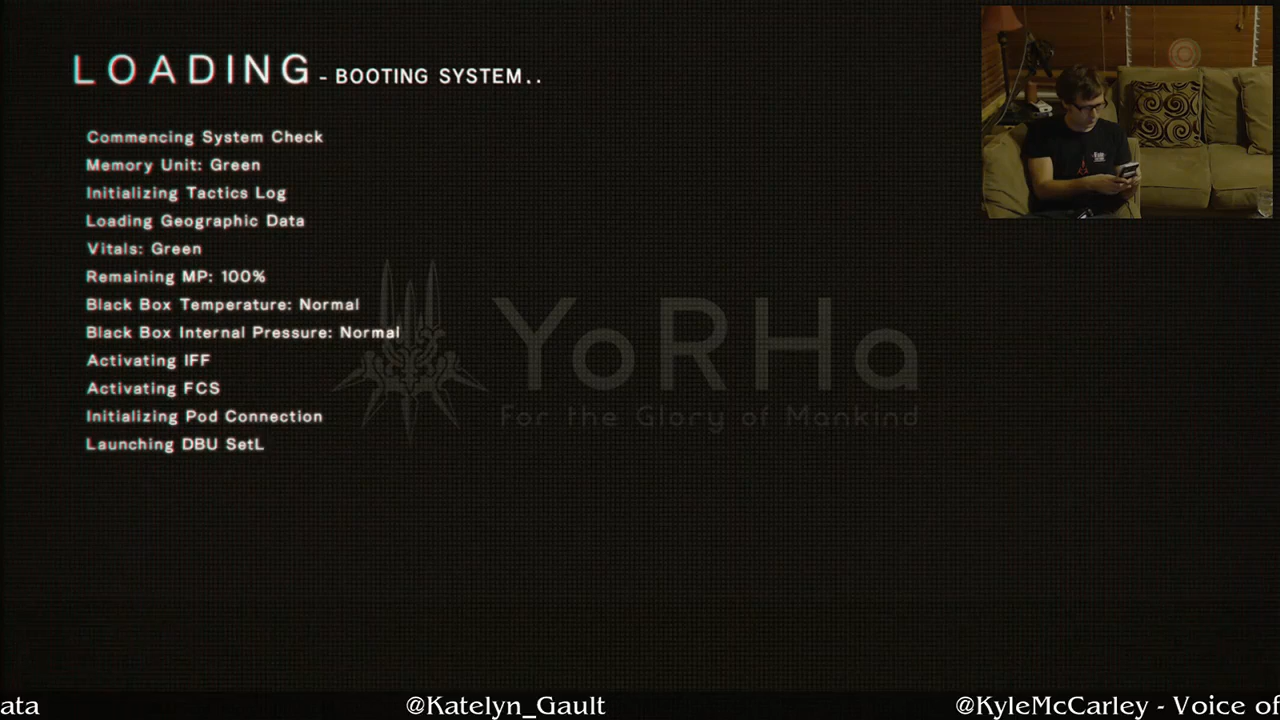 LOADING - BOOTING SYSTEM..
Commencing System Check
Memory Unit: Green
Initializing Tactics Log
Loading Geographic Data
Vitals: Green
Remaining MP: 100%
Black Box Temperature: Normal
Black Box Internal Pressure: Normal
Activating IFF
Activating FCS
Initializing Pod Connection
Launching DBU SetL
YoRHa
For the Glory of Mankind
ata @Katelyn_Gault @KyleMcCarley - Voice of